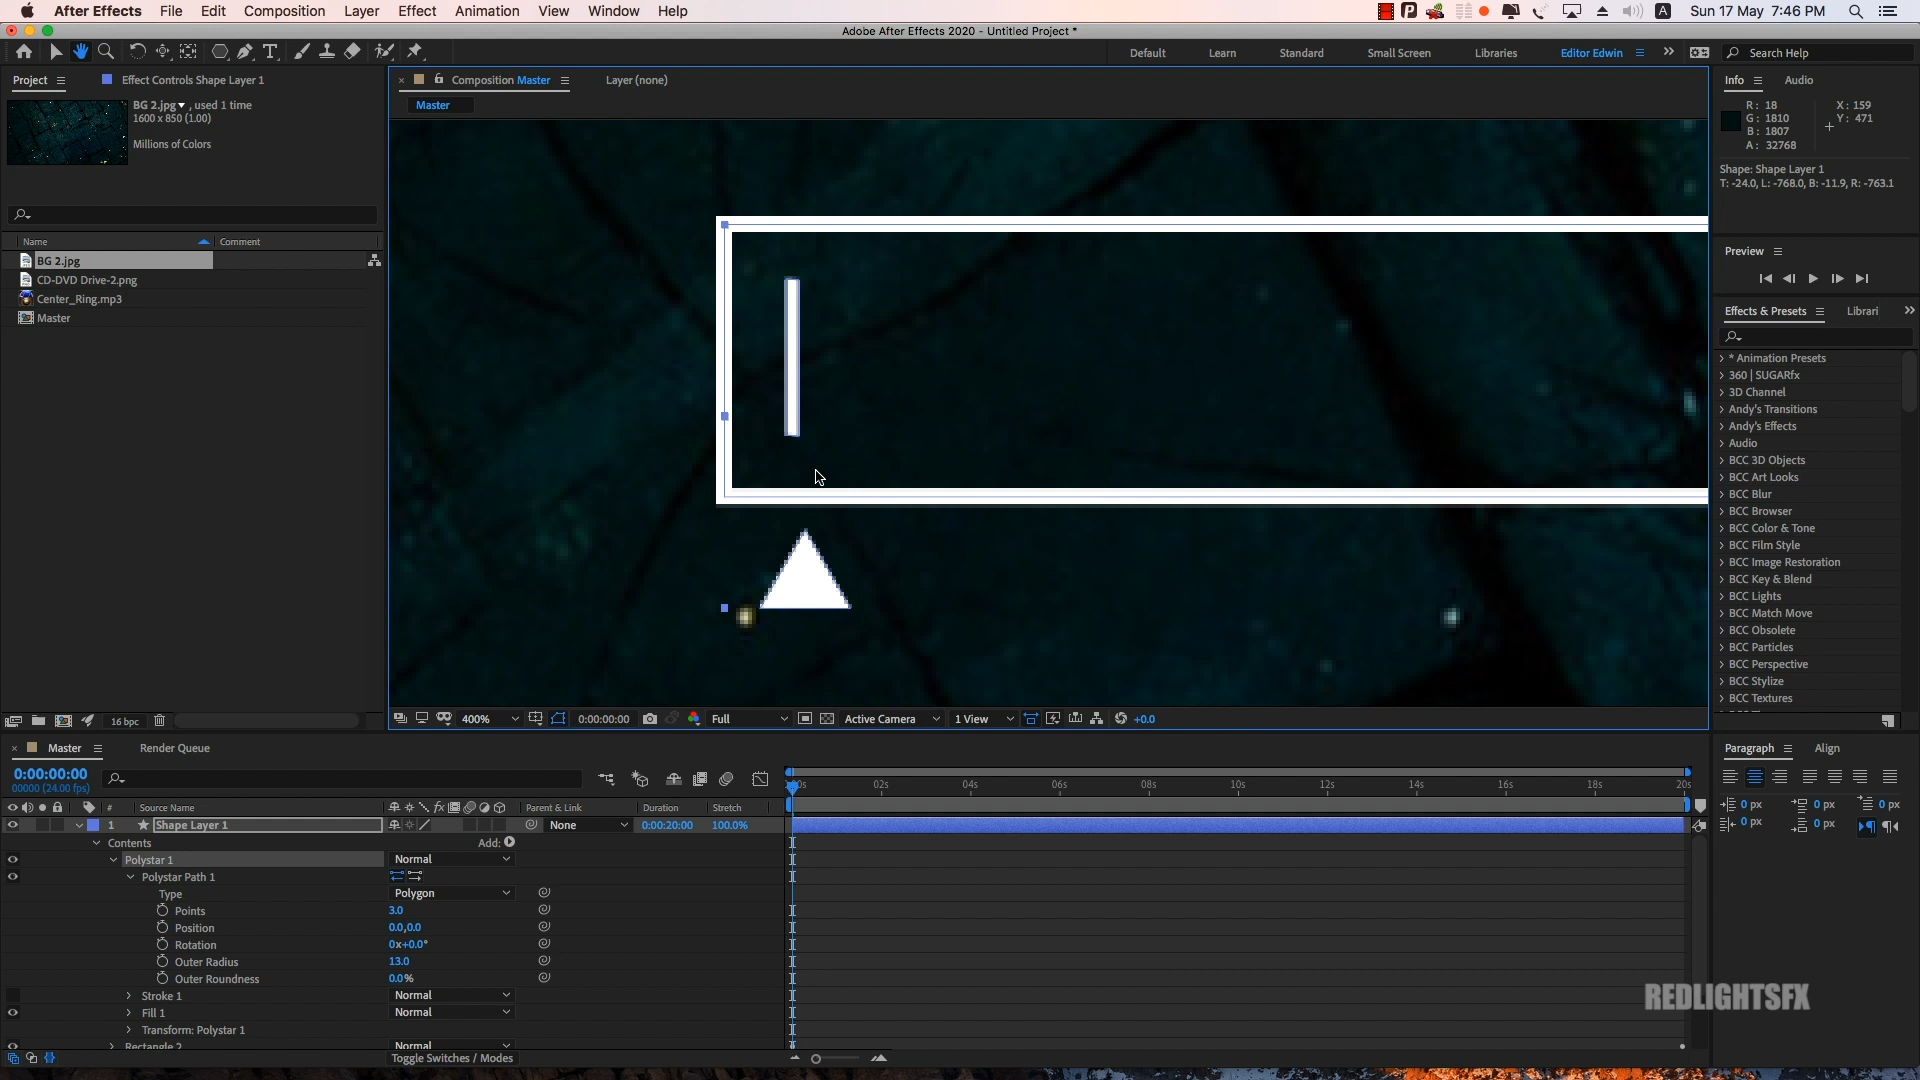 After Effects File Edit Composition Layer Effect Animation View Window Help
A Sun 17 May 7:46 PM
Adobe After Effects 2020 - Untitled Project *
Default Learn Standard Small Screen Libraries Editor Edwin Search Help
Project Effect Controls Shape Layer 1
BG 2.jpg , used 1 time
1600 x 850 (1.00)
Millions of Colors
Name Comment
BG 2.jpg
CD-DVD Drive-2.png
Center_Ring.mp3
Master
16 bpc
Composition Master Layer (none)
Master
400% 0:00:00:00 Full Active Camera 1 View +0.0
Info Audio
R: 18 X: 159
G: 1810 Y: 471
B: 1807
A: 32768
Shape: Shape Layer 1
T: -24.0, L: -768.0, B: -11.9, R: -763.1
Preview
Effects & Presets Librari
* Animation Presets
360 | SUGARfx
3D Channel
Andy's Transitions
Andy's Effects
Audio
BCC 3D Objects
BCC Art Looks
BCC Blur
BCC Browser
BCC Color & Tone
BCC Film Style
BCC Image Restoration
BCC Key & Blend
BCC Lights
BCC Match Move
BCC Obsolete
BCC Particles
BCC Perspective
BCC Stylize
BCC Textures
Master Render Queue
0:00:00:00
00000 (24.00 fps)
# Source Name Parent & Link Duration Stretch
02s 04s 06s 08s 10s 12s 14s 16s 18s 20s
1 Shape Layer 1 None 0:00:20:00 100.0%
Contents Add:
Polystar 1 Normal
Polystar Path 1
Type Polygon
Points 3.0
Position 0.0,0.0
Rotation 0x+0.0°
Outer Radius 13.0
Outer Roundness 0.0%
Stroke 1 Normal
Fill 1 Normal
Transform: Polystar 1
Rectangle 2 Normal
Toggle Switches / Modes
Paragraph Align
0 px 0 px 0 px
0 px 0 px
REDLIGHTSFX